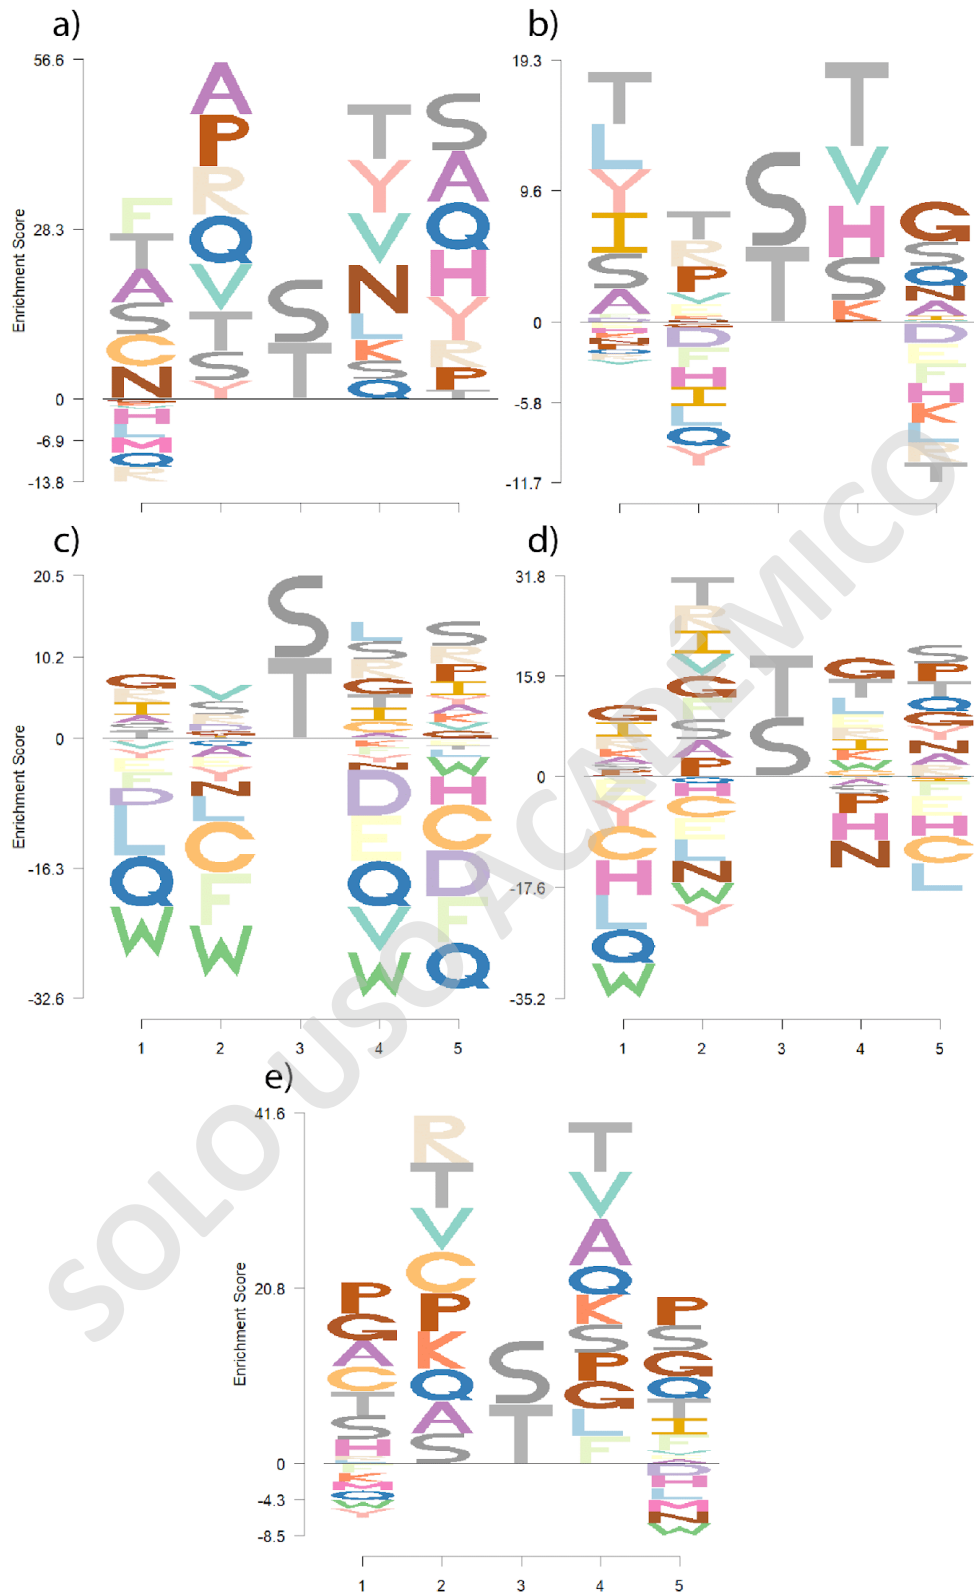 a)
56.6
28.3
0
-6.9
-13.8
Enrichment Score
F
T
A
S
C
N
H
L
M
Q
R
A
P
R
Q
V
T
S
Y
S
T
T
Y
V
N
L
K
S
Q
S
A
Q
H
Y
R
P
T
b)
19.3
9.6
0
-5.8
-11.7
T
L
Y
I
S
A
T
R
P
V
D
F
H
I
L
Q
Y
S
T
T
V
H
S
K
G
S
Q
N
A
D
E
F
H
K
L
R
T
c)
20.5
10.2
0
-16.3
-32.6
Enrichment Score
G
R
I
A
S
T
V
Y
E
F
D
L
Q
W
V
S
R
Y
N
L
C
F
W
S
T
L
S
R
G
T
I
C
N
D
E
Q
V
W
S
R
P
I
Y
A
K
V
G
T
L
W
H
C
D
F
Q
1
2
3
4
5
d)
31.8
15.9
0
-17.6
-35.2
G
I
R
Y
C
H
L
Q
W
T
R
I
V
G
F
S
A
P
H
C
E
L
N
W
Y
T
S
G
T
L
F
I
K
W
A
S
P
H
N
S
P
T
Q
G
Y
N
A
R
F
E
H
C
L
1
2
3
4
5
e)
41.6
20.8
0
-4.3
-8.5
Enrichment Score
P
G
A
C
T
S
H
F
K
M
Q
W
Y
R
T
V
C
P
K
Q
A
S
S
T
T
V
A
Q
K
S
P
G
L
F
P
S
G
Q
T
I
F
V
D
H
L
M
N
W
1
2
3
4
5
SOLO USO ACADÉMICO